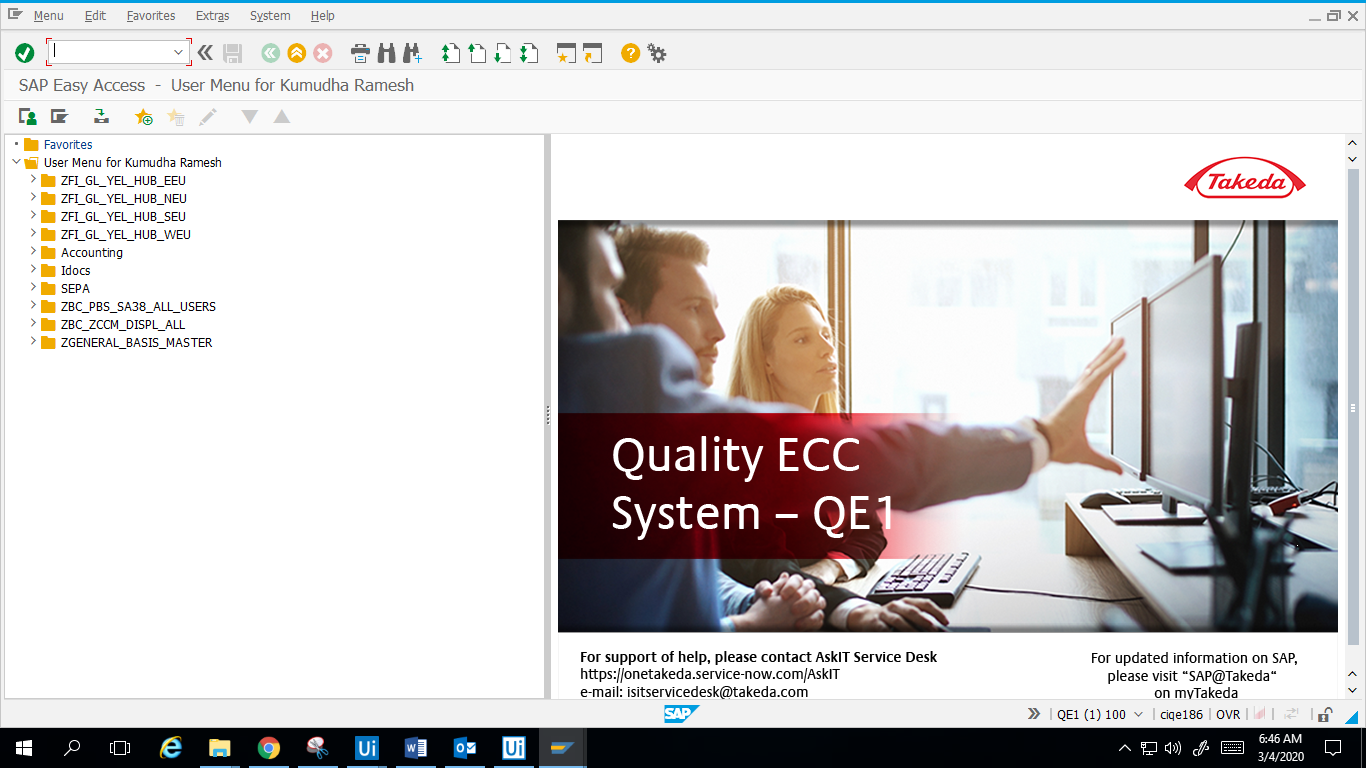 Menu Edit Favorites Extras System Help
SAP Easy Access - User Menu for Kumudha Ramesh
Favorites
User Menu for Kumudha Ramesh
ZFI_GL_YEL_HUB_EEU
ZFI_GL_YEL_HUB_NEU
ZFI_GL_YEL_HUB_SEU
ZFI_GL_YEL_HUB_WEU
Accounting
Idocs
SEPA
ZBC_PBS_SA38_ALL_USERS
ZBC_ZCCM_DISPL_ALL
ZGENERAL_BASIS_MASTER
Takeda
Quality ECC
System – QE1
For support of help, please contact AskIT Service Desk
https://onetakeda.service-now.com/AskIT
e-mail: isitservicedesk@takeda.com
For updated information on SAP,
please visit “SAP@Takeda“
on myTakeda
SAP
QE1 (1) 100 ciqe186 OVR
Ui
Ui
6:46 AM
3/4/2020